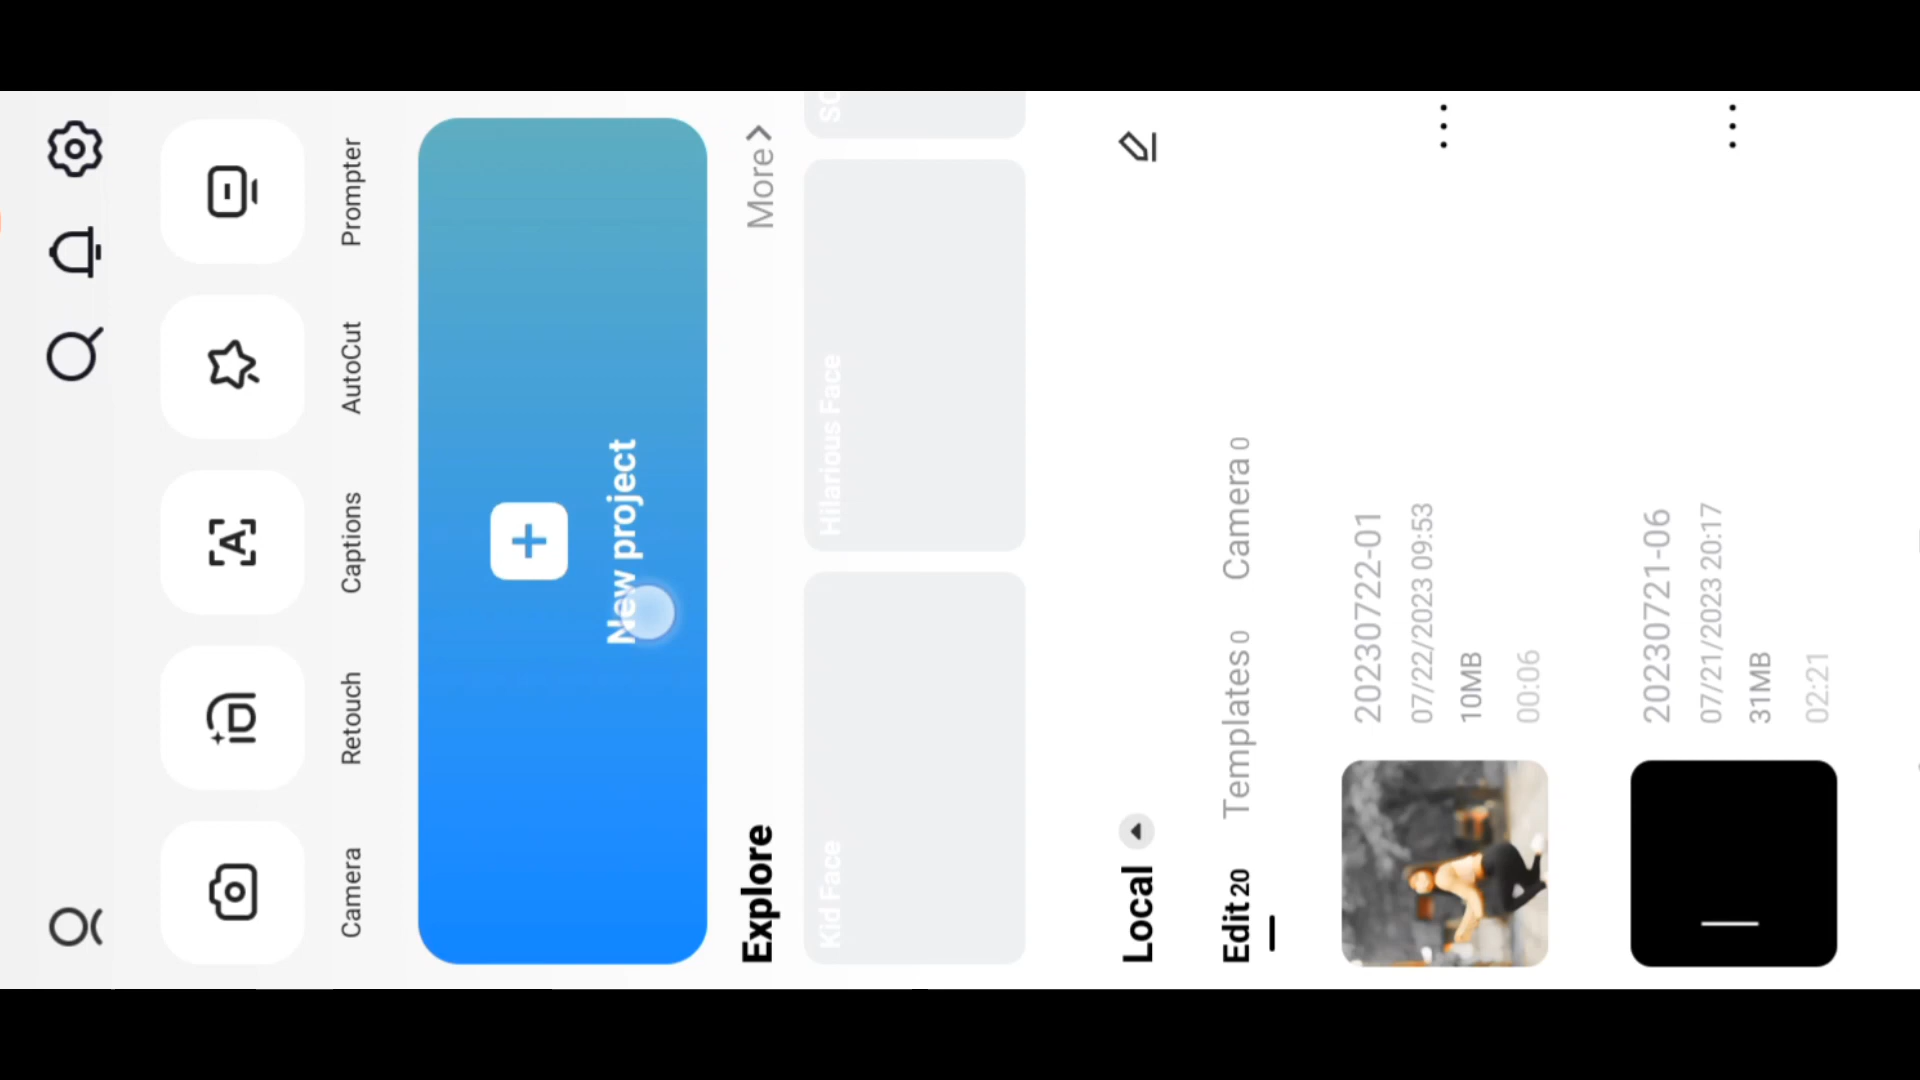 Camera
Retouch
Captions
AutoCut
Prompter
New project
Explore
More
Kid Face
Hilarious Face
Local
Edit 20
Templates 0
Camera 0
20230722-01
07/22/2023 09:53
10MB
00:06
20230721-06
07/21/2023 20:17
31MB
02:21